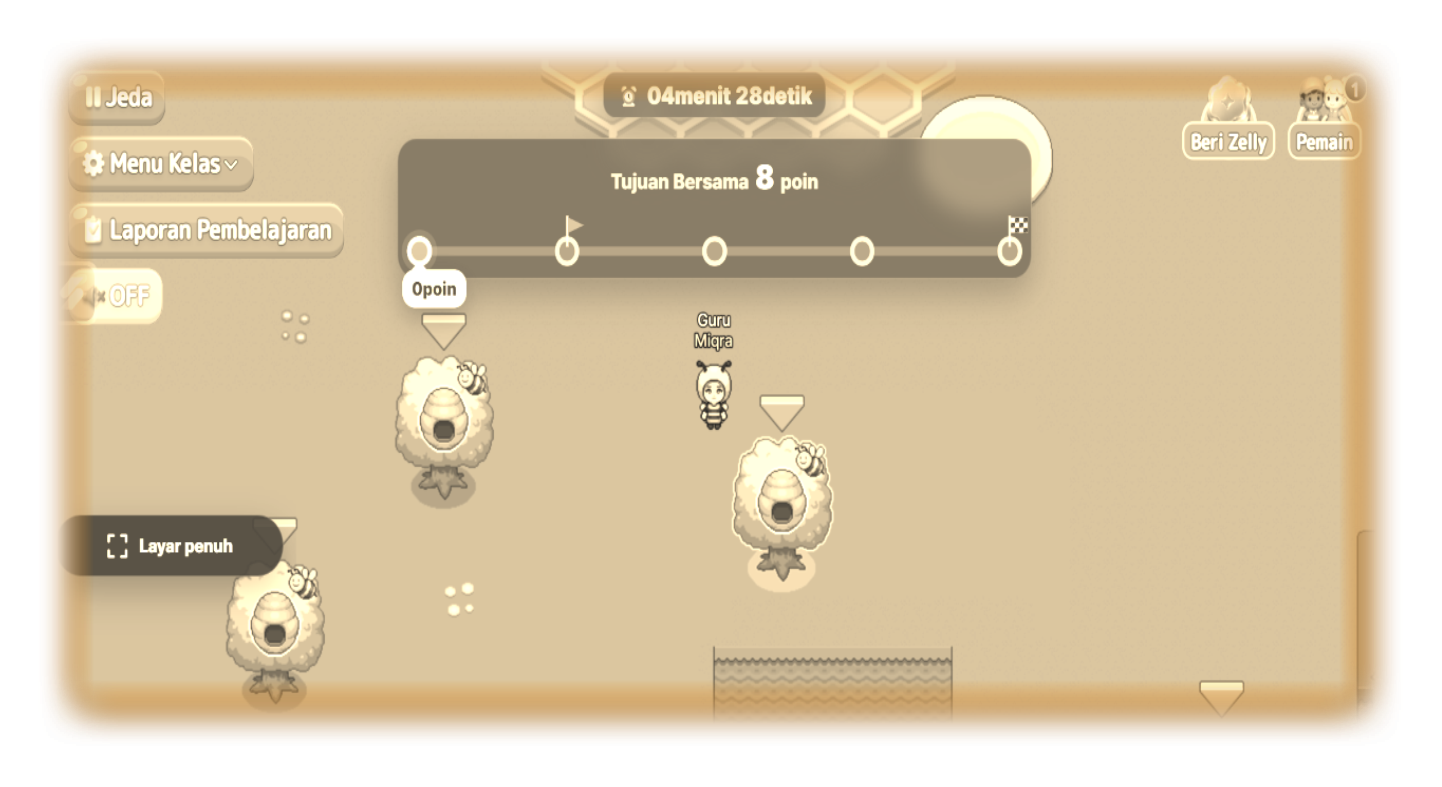 Jeda
04menit 28detik
1
Menu Kelas
Beri Zelly
Pemain
Tujuan Bersama 8 poin
Laporan Pembelajaran
OFF
0poin
Guru
Miqra
Layar penuh